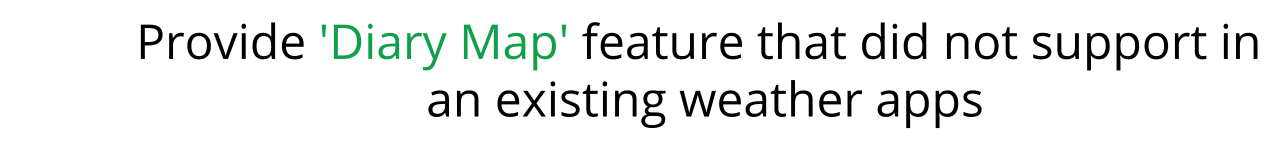 Provide 'Diary Map' feature that did not support in
an existing weather apps